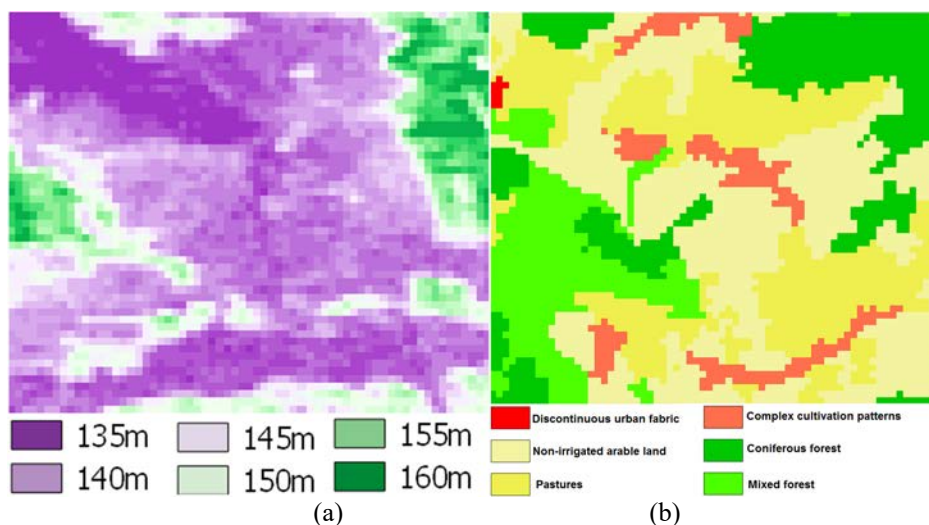 135m 145m 155m
140m 150m 160m
Discontinuous urban fabric Complex cultivation patterns
Non-irrigated arable land Coniferous forest
Pastures Mixed forest
(a) (b)